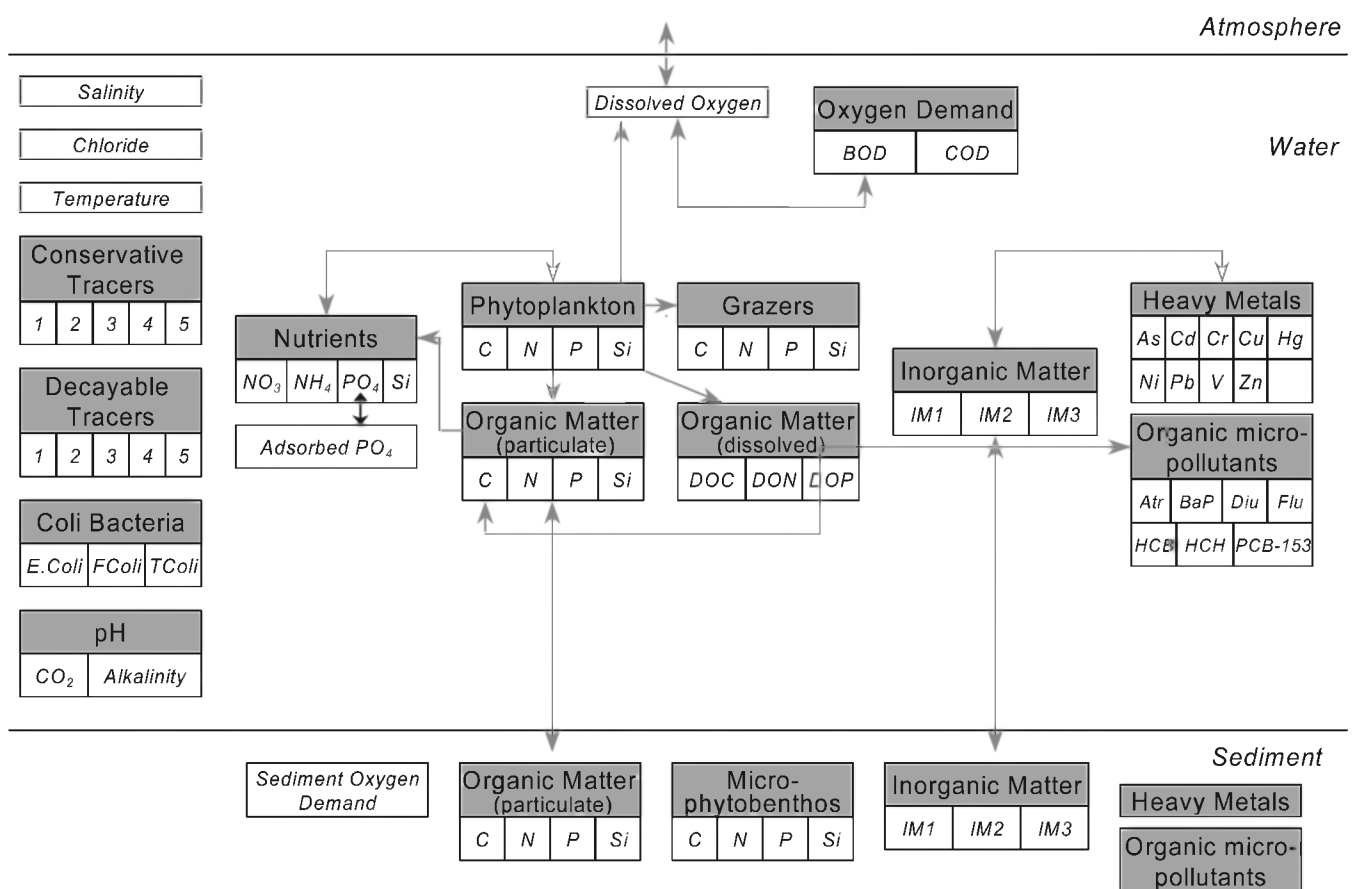 Atmosphere
Salinity
Chloride
Temperature
Conservative
Tracers
1 2 3 4 5
Decayable
Tracers
1 2 3 4 5
Coli Bacteria
E.Coli FColi TColi
pH
CO₂ Alkalinity
Dissolved Oxygen
Oxygen Demand
BOD COD
Water
Nutrients
NO₃ NH₄ PO₄ Si
Adsorbed PO₄
Phytoplankton
C N P Si
Grazers
C N P Si
Organic Matter
(particulate)
C N P Si
Organic Matter
(dissolved)
DOC DON DOP
Inorganic Matter
IM1 IM2 IM3
Heavy Metals
As Cd Cr Cu Hg
Ni Pb V Zn
Organic micro-
pollutants
Atr BaP Diu Flu
HCB HCH PCB-153
Sediment
Sediment Oxygen
Demand
Organic Matter
(particulate)
C N P Si
Micro-
phytobenthos
C N P Si
Inorganic Matter
IM1 IM2 IM3
Heavy Metals
Organic micro-
pollutants